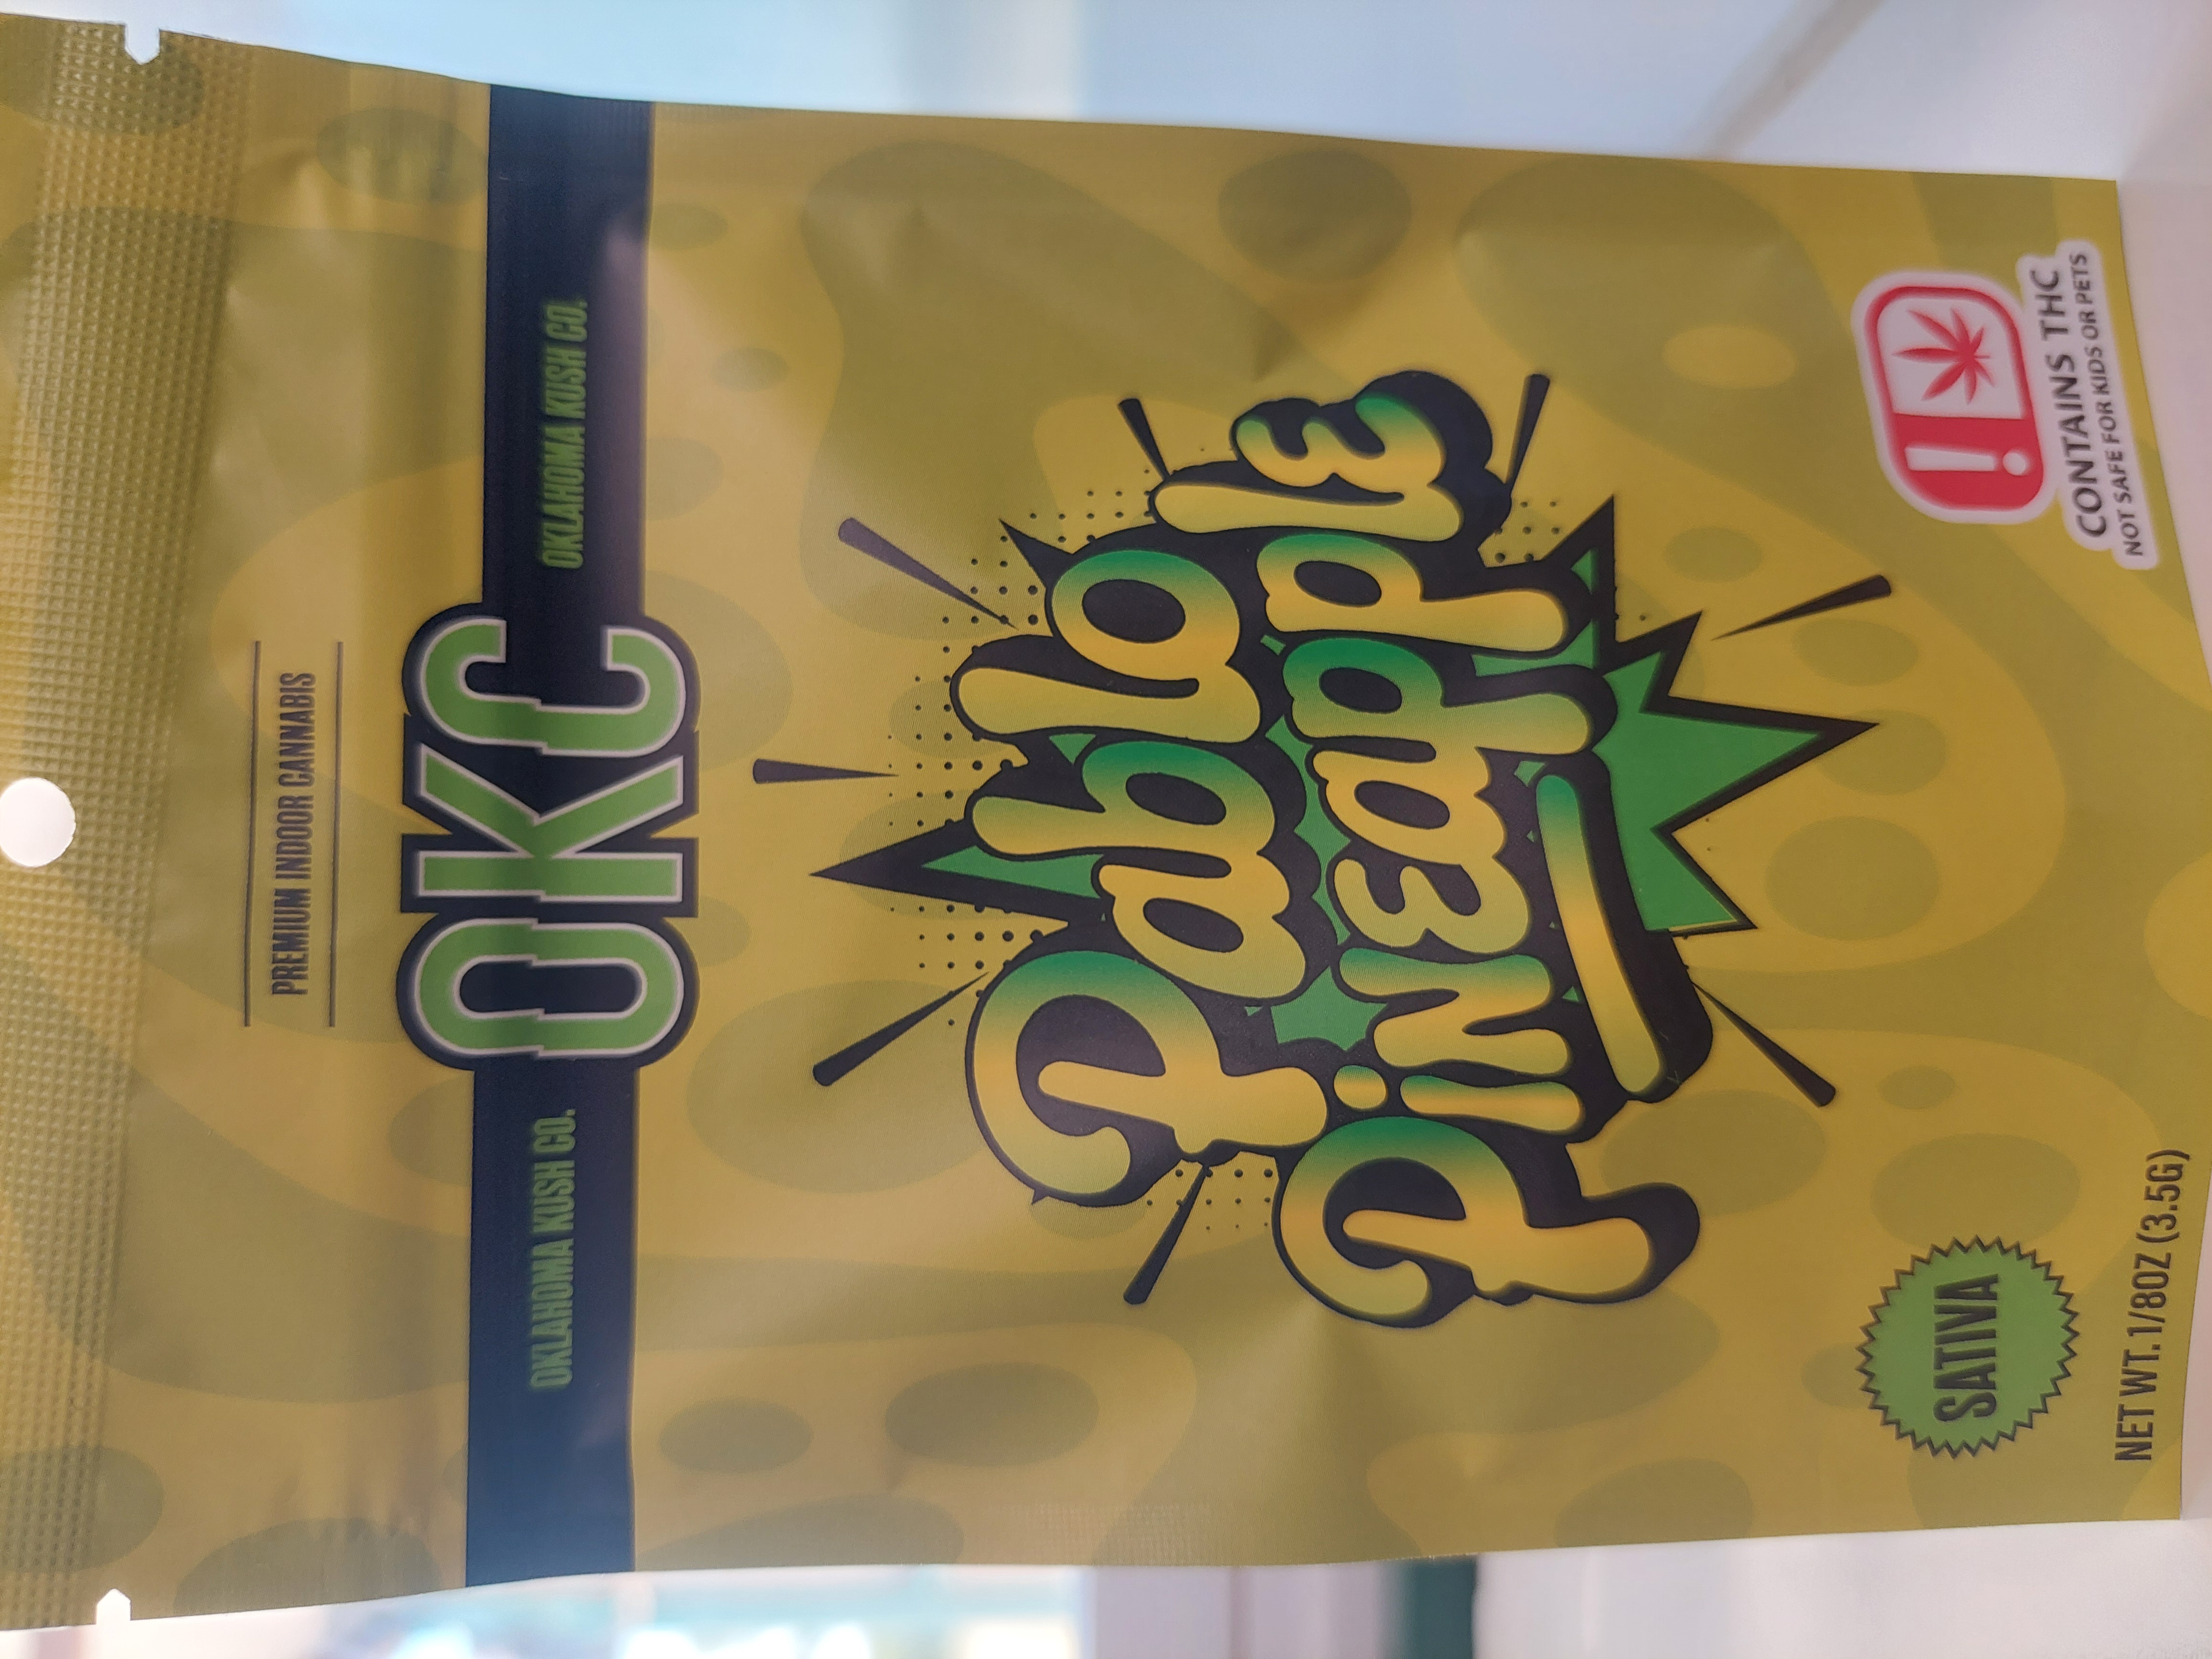 PREMIUM INDOOR CANNABIS
OKLAHOMA KUSH CO. OKC OKLAHOMA KUSH CO.
Pablo
Pineapple
SATIVA
NET WT. 1/8OZ (3.5G)
CONTAINS THC
NOT SAFE FOR KIDS OR PETS